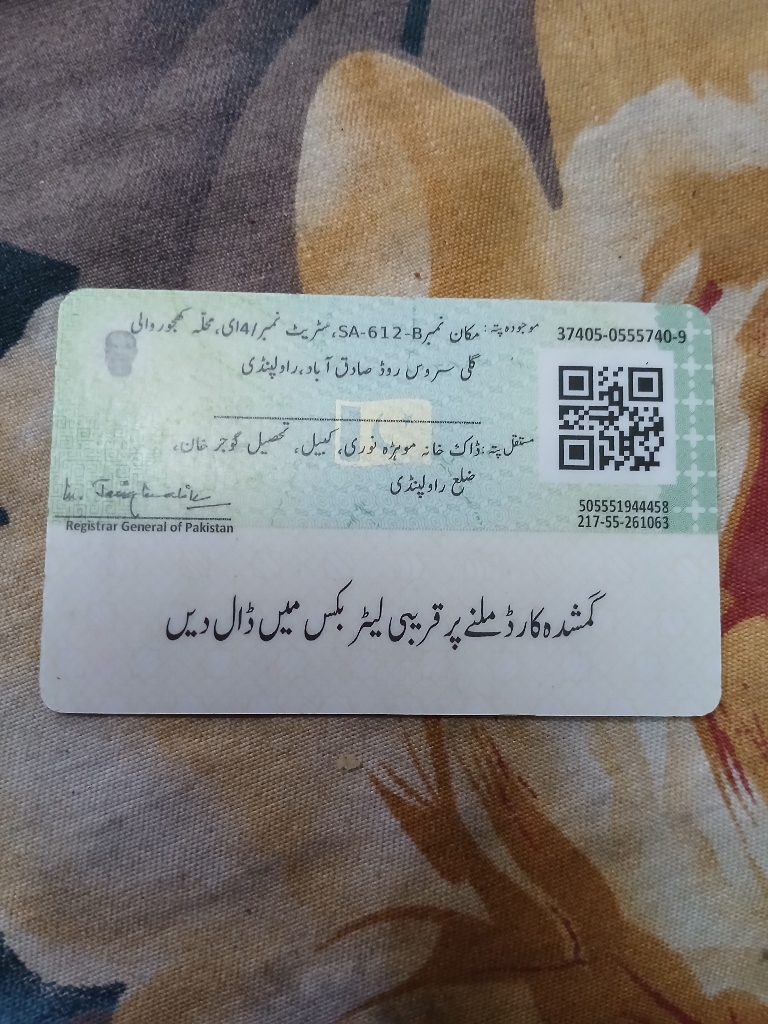 37405-0555740-9
موجودہ پتہ: مکان نمبر SA-612-B، سٹریٹ نمبر 4/ای، محلہ کھجور والی
گلی سروس روڈ صادق آباد، راولپنڈی
مستقل پتہ: ڈاک خانہ موہڑہ نوری، کہیل، تحصیل گوجر خان،
ضلع راولپنڈی
505551944458
217-55-261063
Registrar General of Pakistan
گمشدہ کارڈ ملنے پر قریبی لیٹر بکس میں ڈال دیں